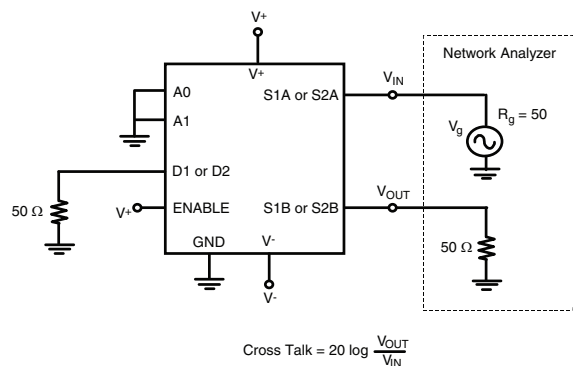 V+
V+
Network Analyzer
A0
S1A or S2A
VIN
A1
Vg
Rg = 50
D1 or D2
VOUT
50 Ω
V+
ENABLE
S1B or S2B
50 Ω
GND
V-
V-
Cross Talk = 20 log VOUT
VIN